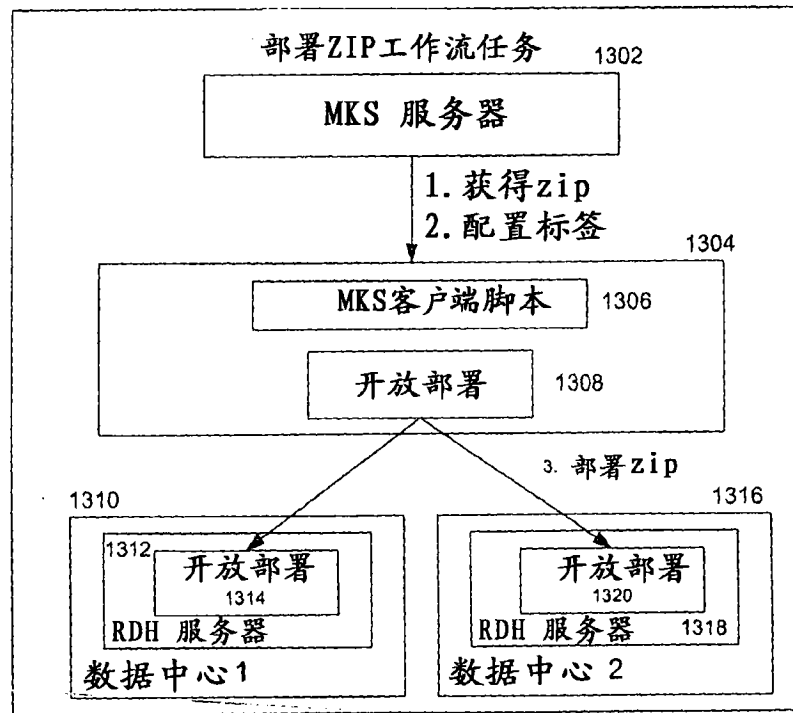 部署ZIP工作流任务
1302
MKS 服务器
1.获得zip
2.配置标签
1304
MKS客户端脚本
1306
开放部署
1308
3. 部署zip
1310
1312
开放部署
1314
RDH 服务器
数据中心1
1316
开放部署
1320
RDH 服务器
1318
数据中心 2